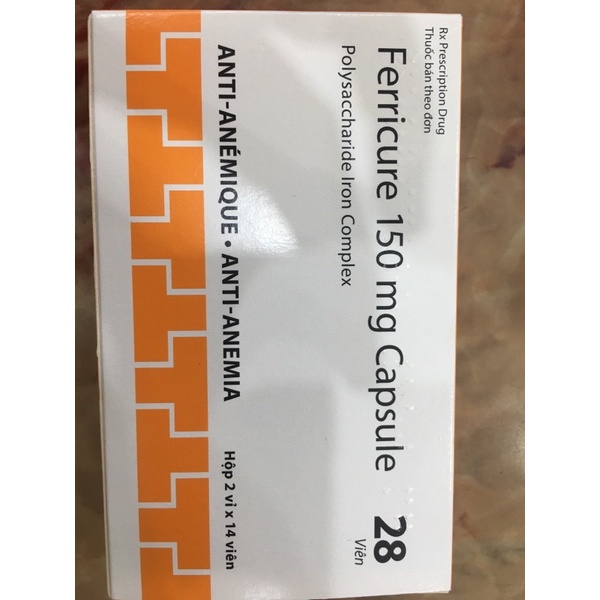 Rx Prescription Drug
Thuốc bán theo đơn
Ferricure 150 mg Capsule
28
Viên
Polysaccharide Iron Complex
ANTI-ANÉMIQUE • ANTI-ANEMIA
Hộp 2 vỉ x 14 viên